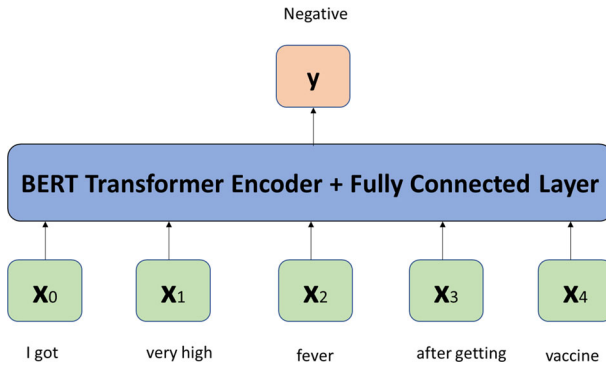 Negative
y
BERT Transformer Encoder + Fully Connected Layer
X0 X1 X2 X3 X4
I got very high fever after getting vaccine